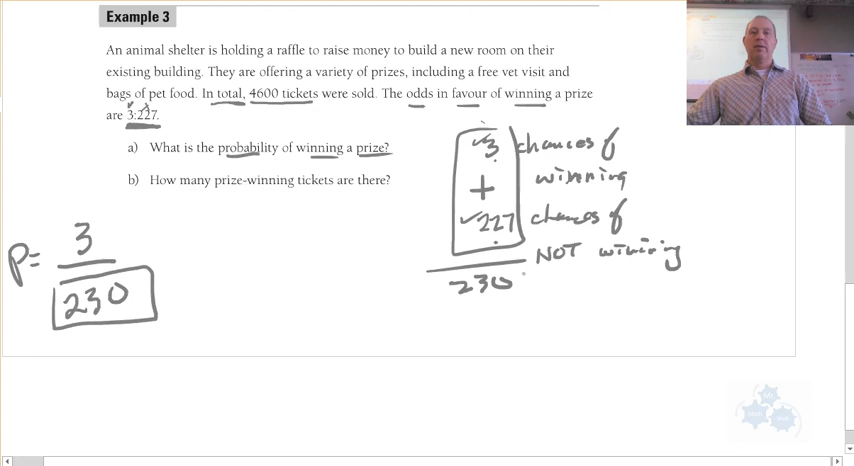 Example 3
An animal shelter is holding a raffle to raise money to build a new room on their
existing building. They are offering a variety of prizes, including a free vet visit and
bags of pet food. In total, 4600 tickets were sold. The odds in favour of winning a prize
are 3:227.
a) What is the probability of winning a prize?
b) How many prize-winning tickets are there?
3 chances of
+ winning
227 chances of
NOT winning
230
P= 3
230